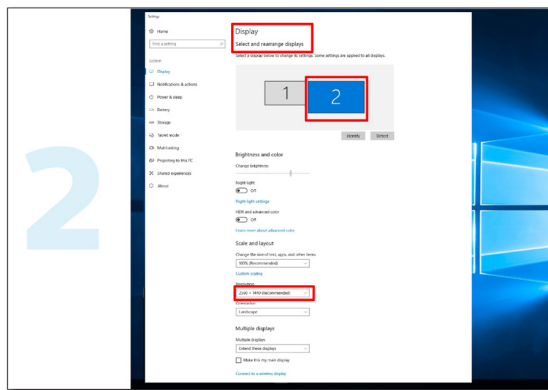 2
Settings
Home
Find a setting
System
Display
Notifications & actions
Power & sleep
Battery
Storage
Tablet mode
Multitasking
Projecting to this PC
Shared experiences
About
Display
Select and rearrange displays
Select a display below to change its settings. Some settings are applied to all displays.
1
2
Identify Detect
Brightness and color
Change brightness
Night light
Off
Night light settings
HDR and advanced color
Off
Learn more about advanced color
Scale and layout
Change the size of text, apps, and other items
100% (Recommended)
Custom scaling
Resolution
2560 × 1440 (Recommended)
Orientation
Landscape
Multiple displays
Multiple displays
Extend these displays
Make this my main display
Connect to a wireless display